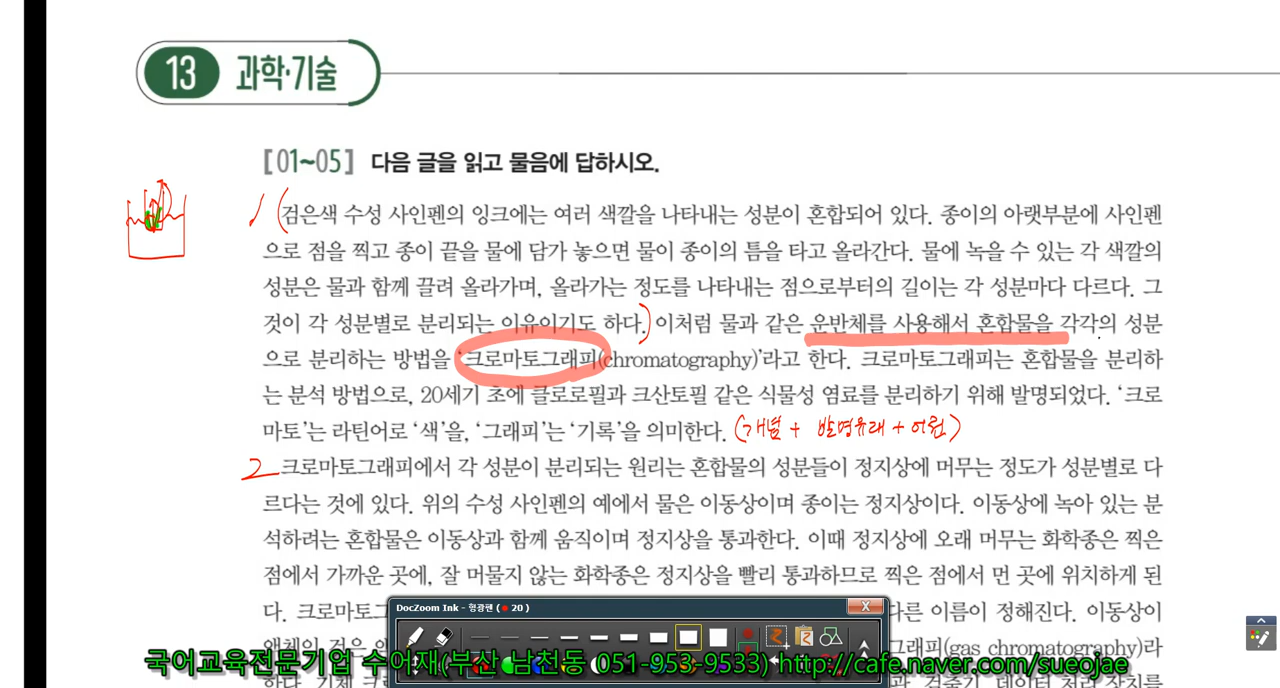 13 과학·기술
[01~05] 다음 글을 읽고 물음에 답하시오.
검은색 수성 사인펜의 잉크에는 여러 색깔을 나타내는 성분이 혼합되어 있다. 종이의 아랫부분에 사인펜
으로 점을 찍고 종이 끝을 물에 담가 놓으면 물이 종이의 틈을 타고 올라간다. 물에 녹을 수 있는 각 색깔의
성분은 물과 함께 끌려 올라가며, 올라가는 정도를 나타내는 점으로부터의 길이는 각 성분마다 다르다. 그
것이 각 성분별로 분리되는 이유이기도 하다. 이처럼 물과 같은 운반체를 사용해서 혼합물을 각각의 성분
으로 분리하는 방법을 '크로마토그래피(chromatography)'라고 한다. 크로마토그래피는 혼합물을 분리하
는 분석 방법으로, 20세기 초에 클로로필과 크산토필 같은 식물성 염료를 분리하기 위해 발명되었다. '크로
마토'는 라틴어로 '색'을, '그래피'는 '기록'을 의미한다. (개념 + 발명유래 + 어원)
2 크로마토그래피에서 각 성분이 분리되는 원리는 혼합물의 성분들이 정지상에 머무는 정도가 성분별로 다
르다는 것에 있다. 위의 수성 사인펜의 예에서 물은 이동상이며 종이는 정지상이다. 이동상에 녹아 있는 분
석하려는 혼합물은 이동상과 함께 움직이며 정지상을 통과한다. 이때 정지상에 오래 머무는 화학종은 찍은
점에서 가까운 곳에, 잘 머물지 않는 화학종은 정지상을 빨리 통과하므로 찍은 점에서 먼 곳에 위치하게 된
다. 크로마토그 다른 이름이 정해진다. 이동상이
DocZoom Ink - 형광펜 ( 20 ) X
그래피(gas chromatography)라
국어교육전문기업 수어재(부산 남천동 051-953-9533) http://cafe.naver.com/sueojae